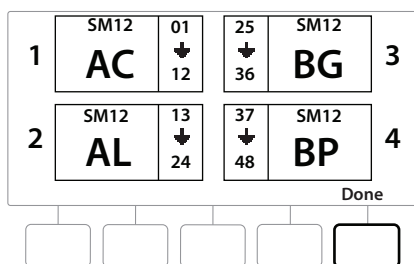 1 SM12 01 25 SM12 3
AC 12 36 BG
2 SM12 13 37 SM12 4
AL 24 48 BP
Done